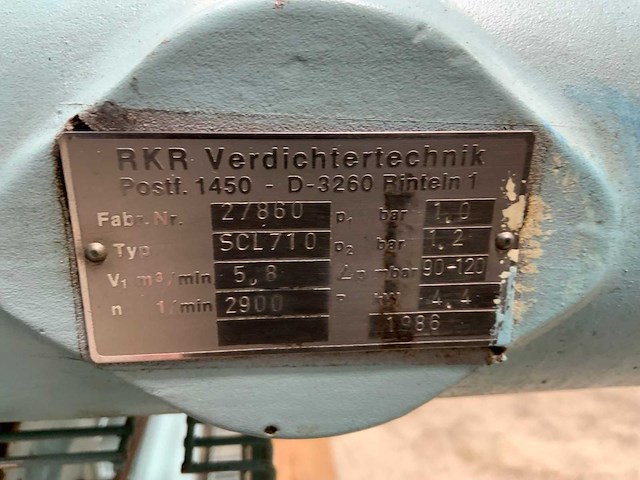 RKR Verdichtertechnik
Postf. 1450 - D-3260 Rinteln 1
Fabr. Nr. 27860 p₁ bar 1,0
Typ SCL710 p₂ bar 1,2
V₁ m³/min 5,8 Δp mbar 90-120
n 1/min 2900 P kW 4,4
1986